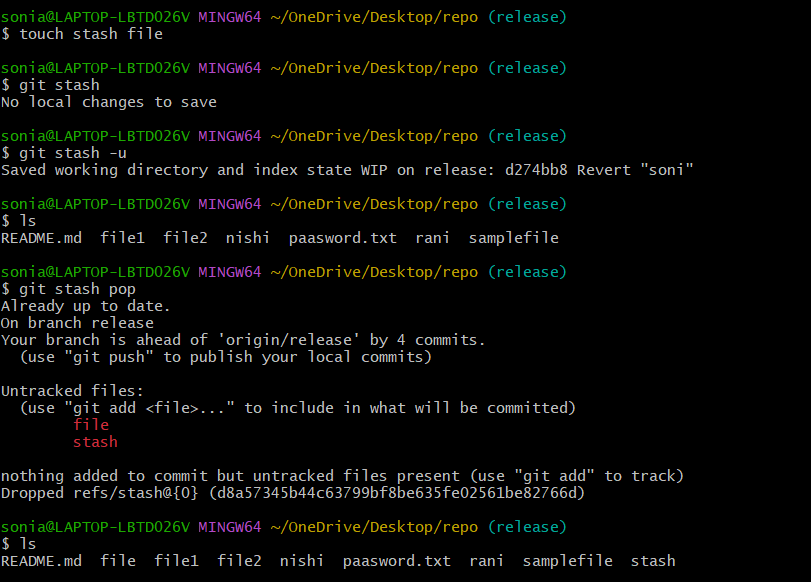 sonia@LAPTOP-LBTDO26V MINGW64 ~/OneDrive/Desktop/repo (release)
$ touch stash file
sonia@LAPTOP-LBTDO26V MINGW64 ~/OneDrive/Desktop/repo (release)
$ git stash
No local changes to save
sonia@LAPTOP-LBTDO26V MINGW64 ~/OneDrive/Desktop/repo (release)
$ git stash -u
Saved working directory and index state WIP on release: d274bb8 Revert "soni"
sonia@LAPTOP-LBTDO26V MINGW64 ~/OneDrive/Desktop/repo (release)
$ ls
README.md  file1  file2  nishi  paasword.txt  rani  samplefile
sonia@LAPTOP-LBTDO26V MINGW64 ~/OneDrive/Desktop/repo (release)
$ git stash pop
Already up to date.
On branch release
Your branch is ahead of 'origin/release' by 4 commits.
  (use "git push" to publish your local commits)
Untracked files:
  (use "git add <file>..." to include in what will be committed)
        file
        stash
nothing added to commit but untracked files present (use "git add" to track)
Dropped refs/stash@{0} (d8a57345b44c63799bf8be635fe02561be82766d)
sonia@LAPTOP-LBTDO26V MINGW64 ~/OneDrive/Desktop/repo (release)
$ ls
README.md  file  file1  file2  nishi  paasword.txt  rani  samplefile  stash